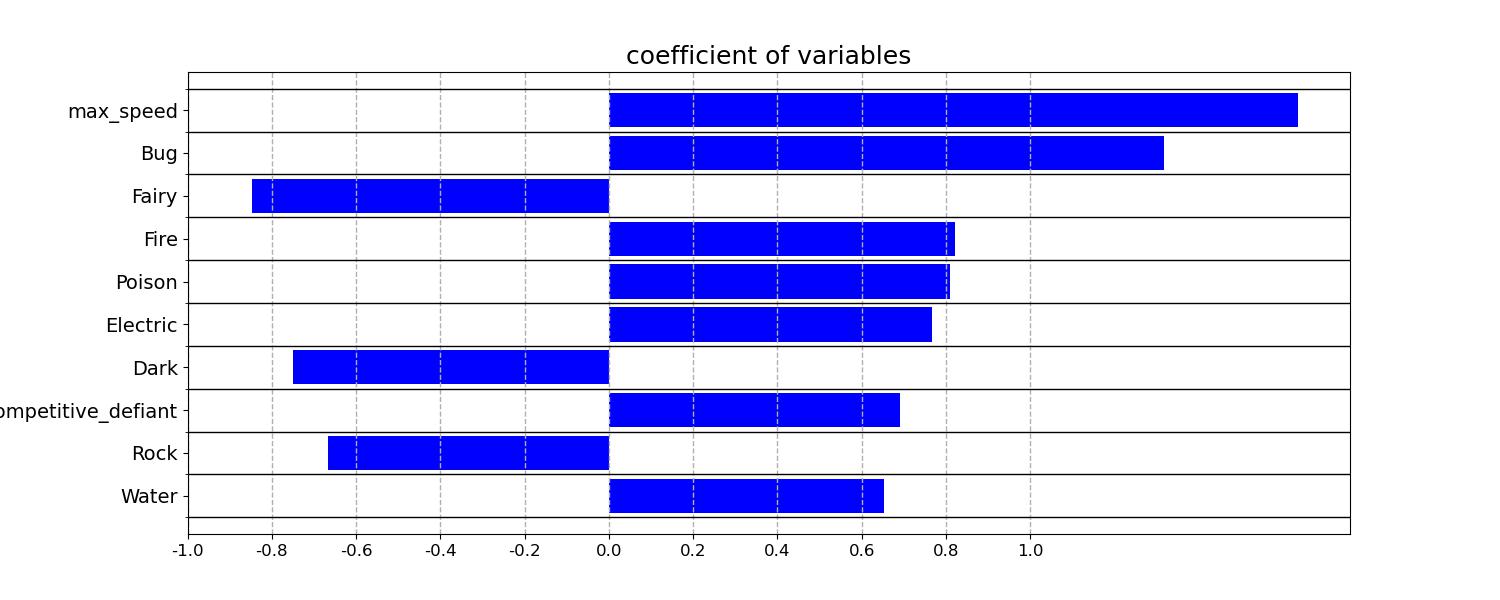 coefficient of variables
max_speed
Bug
Fairy
Fire
Poison
Electric
Dark
ompetitive_defiant
Rock
Water
-1.0 -0.8 -0.6 -0.4 -0.2 0.0 0.2 0.4 0.6 0.8 1.0